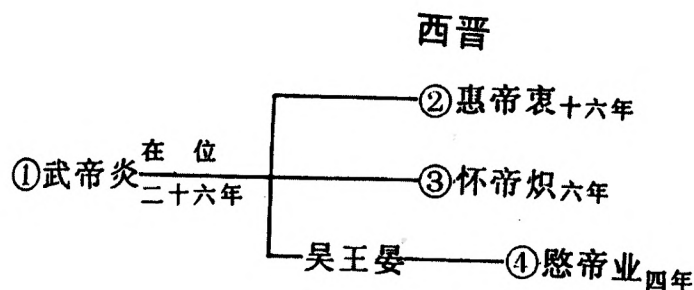 西晋
②惠帝衷十六年
①武帝炎 在位二十六年
③怀帝炽六年
吴王晏 ④愍帝业四年